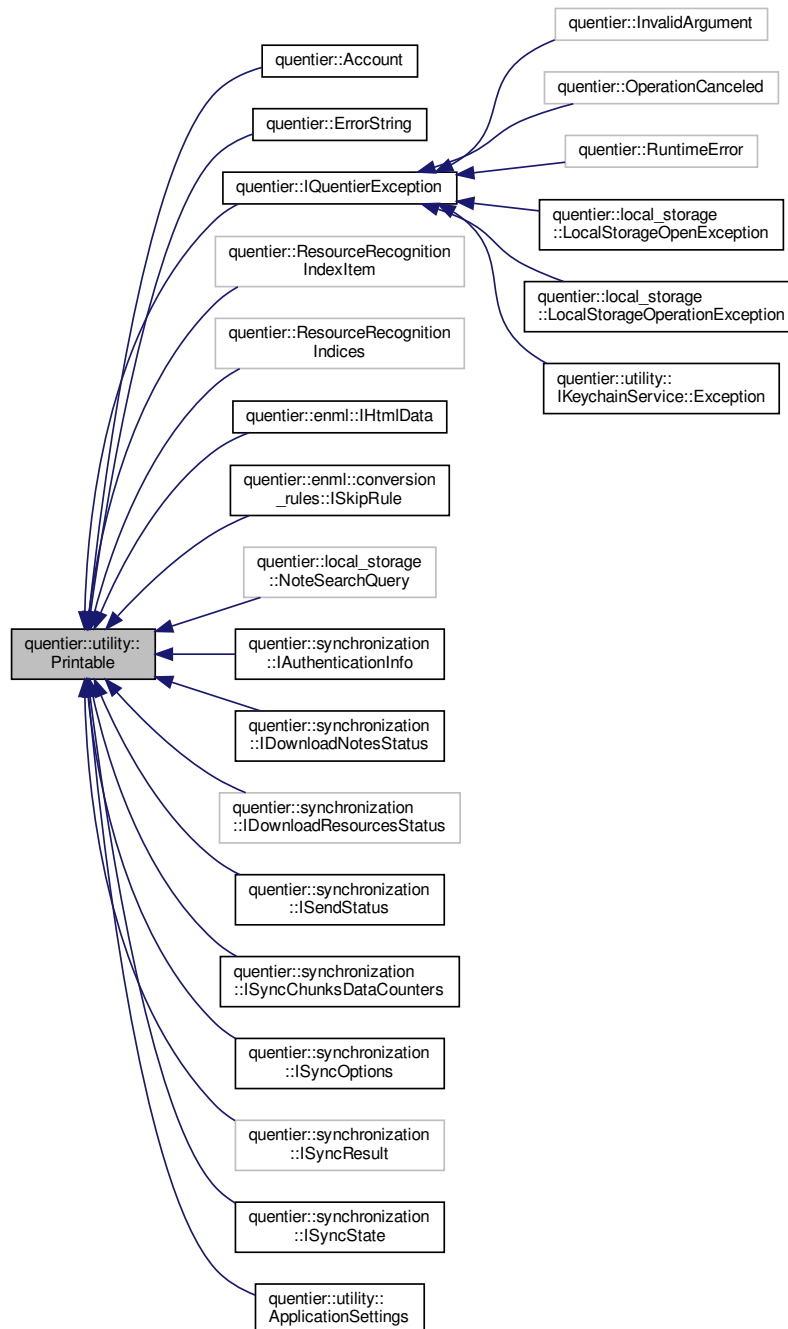 quentier::InvalidArgument
quentier::Account
quentier::OperationCanceled
quentier::ErrorString
quentier::RuntimeError
quentier::IQuentierException
quentier::local_storage
::LocalStorageOpenException
quentier::ResourceRecognition
IndexItem
quentier::local_storage
::LocalStorageOperationException
quentier::ResourceRecognition
Indices
quentier::utility::
IKeychainService::Exception
quentier::enml::IHtmlData
quentier::enml::conversion
_rules::ISkipRule
quentier::local_storage
::NoteSearchQuery
quentier::utility::
Printable
quentier::synchronization
::IAuthenticationInfo
quentier::synchronization
::IDownloadNotesStatus
quentier::synchronization
::IDownloadResourcesStatus
quentier::synchronization
::ISendStatus
quentier::synchronization
::ISyncChunksDataCounters
quentier::synchronization
::ISyncOptions
quentier::synchronization
::ISyncResult
quentier::synchronization
::ISyncState
quentier::utility::
ApplicationSettings